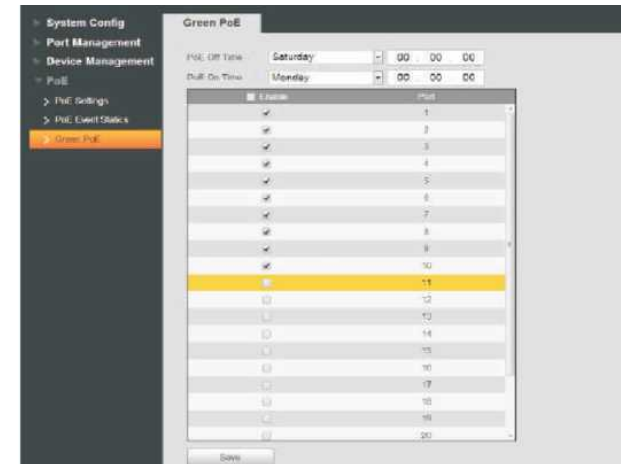 System Config
Port Management
Device Management
PoE
PoE Settings
PoE Event Statics
Green PoE
Green PoE
PoE Off Time Saturday 00 : 00 : 00
PoE On Time Monday 00 : 00 : 00
Enable Port
1
2
3
4
5
6
7
8
9
10
11
12
13
14
15
16
17
18
19
20
Save